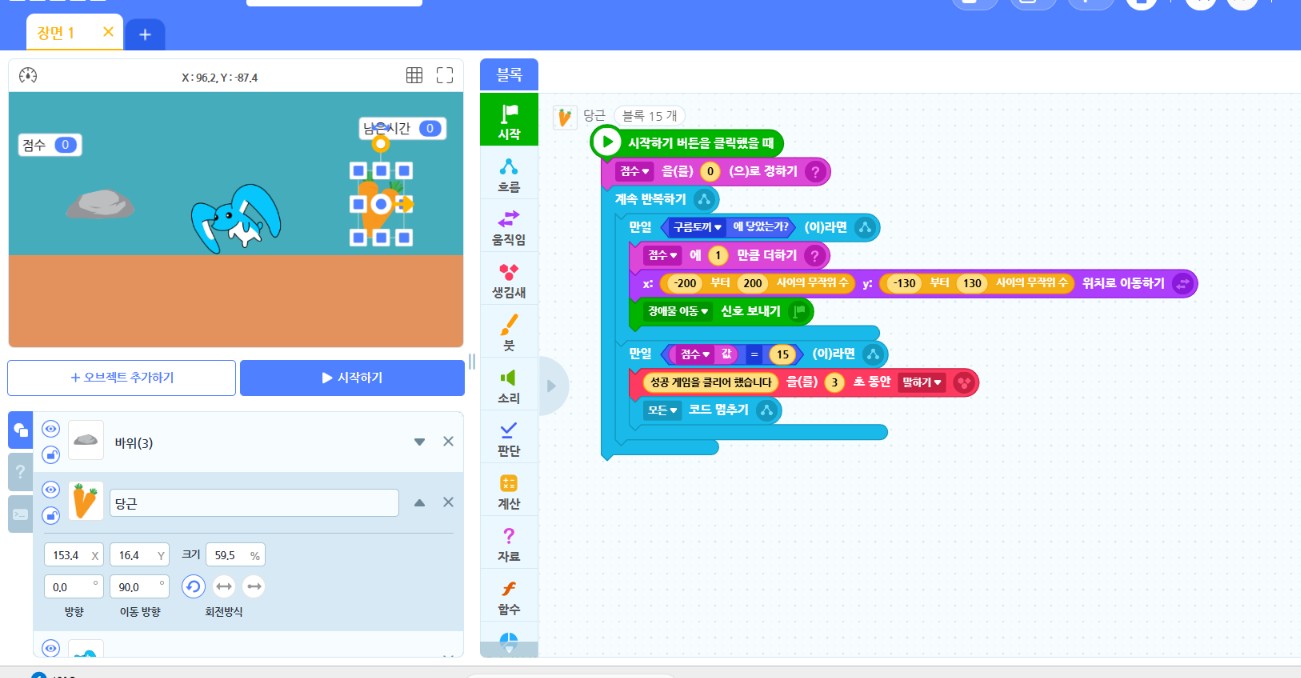 장면 1
X : 96.2, Y : -87.4
남은시간 0
점수 0
+ 오브젝트 추가하기
시작하기
바위(3)
당근
153.4 X
16.4 Y
크기 59.5 %
0.0 °
90.0 °
방향
이동 방향
회전방식
블록
시작
흐름
움직임
생김새
붓
소리
판단
계산
자료
함수
당근
블록 15 개
시작하기 버튼을 클릭했을 때
점수 을(를) 0 (으)로 정하기 ?
계속 반복하기
만일 구름토끼 에 닿았는가? (이)라면
점수 에 1 만큼 더하기 ?
x: -200 부터 200 사이의 무작위 수 y: -130 부터 130 사이의 무작위 수 위치로 이동하기
장애물 이동 신호 보내기
만일 점수 값 = 15 (이)라면
성공 게임을 클리어 했습니다 을(를) 3 초 동안 말하기
모든 코드 멈추기